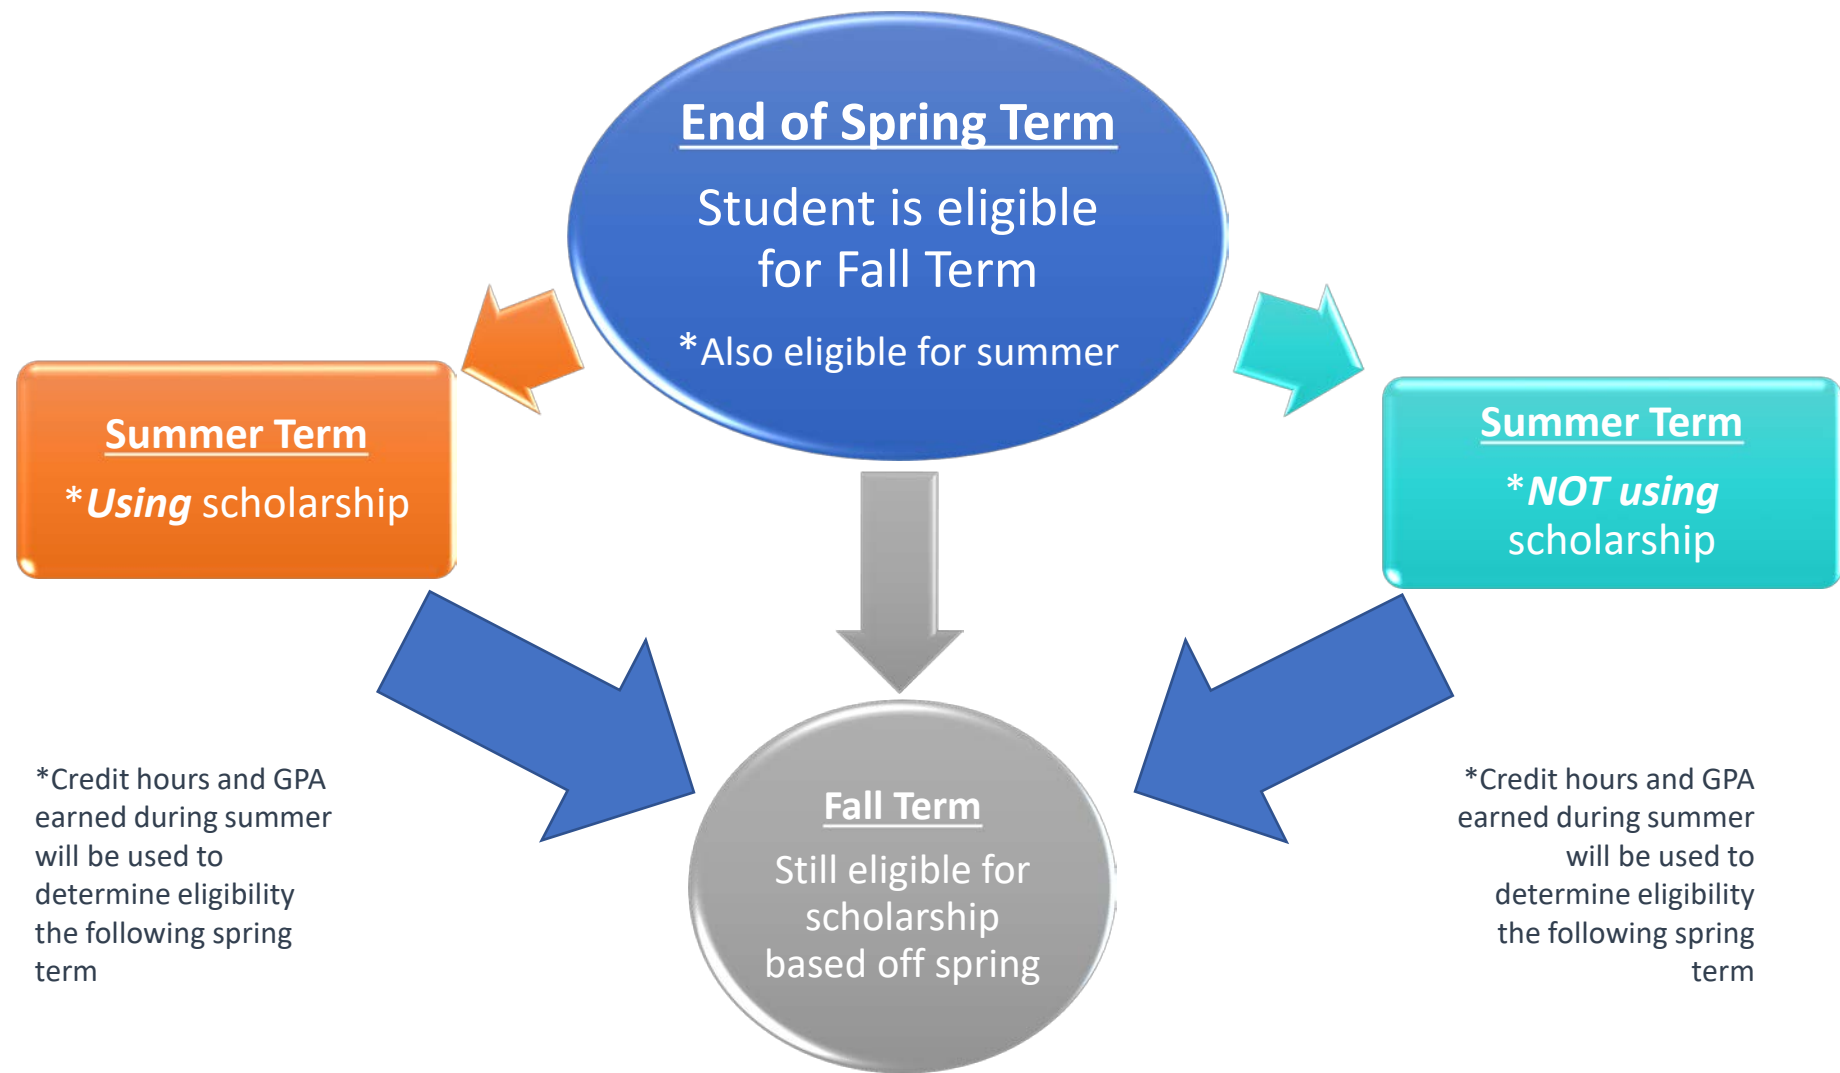 End of Spring Term
Student is eligible
for Fall Term
*Also eligible for summer
Summer Term
*Using scholarship
Summer Term
*NOT using
scholarship
*Credit hours and GPA
earned during summer
will be used to
determine eligibility
the following spring
term
Fall Term
Still eligible for
scholarship
based off spring
*Credit hours and GPA
earned during summer
will be used to
determine eligibility
the following spring
term